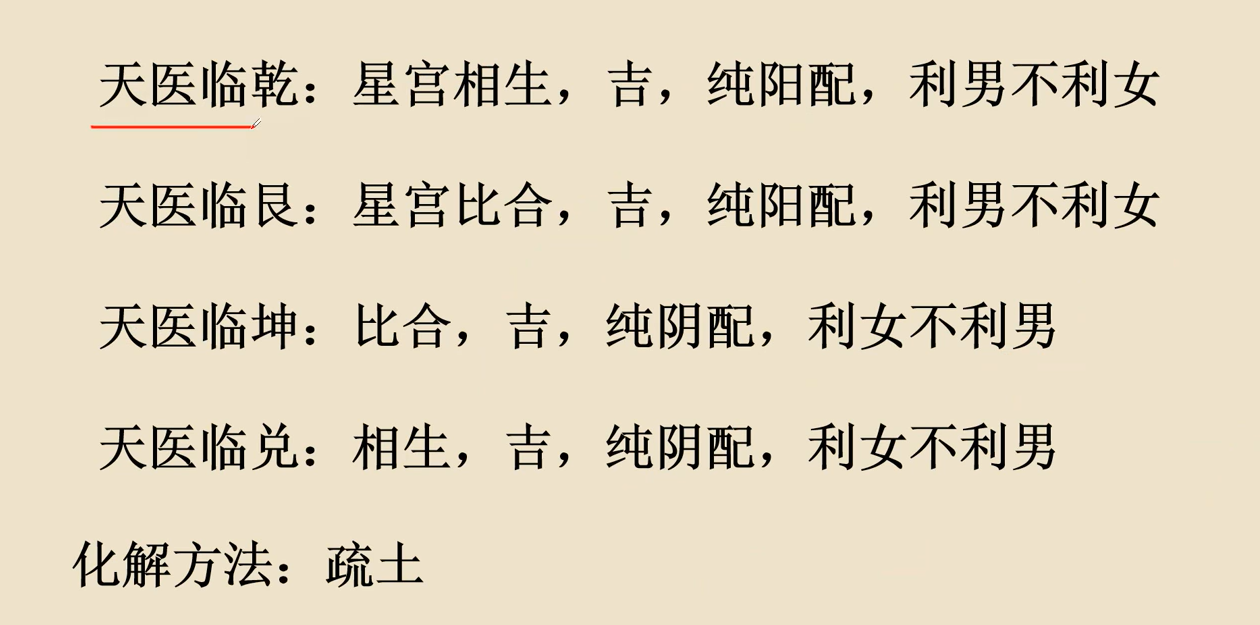 天医临乾：星宫相生，吉，纯阳配，利男不利女
天医临艮：星宫比合，吉，纯阳配，利男不利女
天医临坤：比合，吉，纯阴配，利女不利男
天医临兑：相生，吉，纯阴配，利女不利男
化解方法：疏土